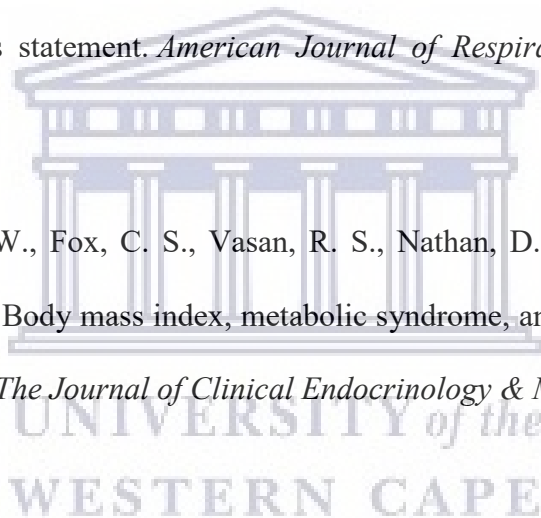 s statement. American Journal of Respira
W., Fox, C. S., Vasan, R. S., Nathan, D.
Body mass index, metabolic syndrome, an
The Journal of Clinical Endocrinology & M
UNIVERSITY of the
WESTERN CAPE